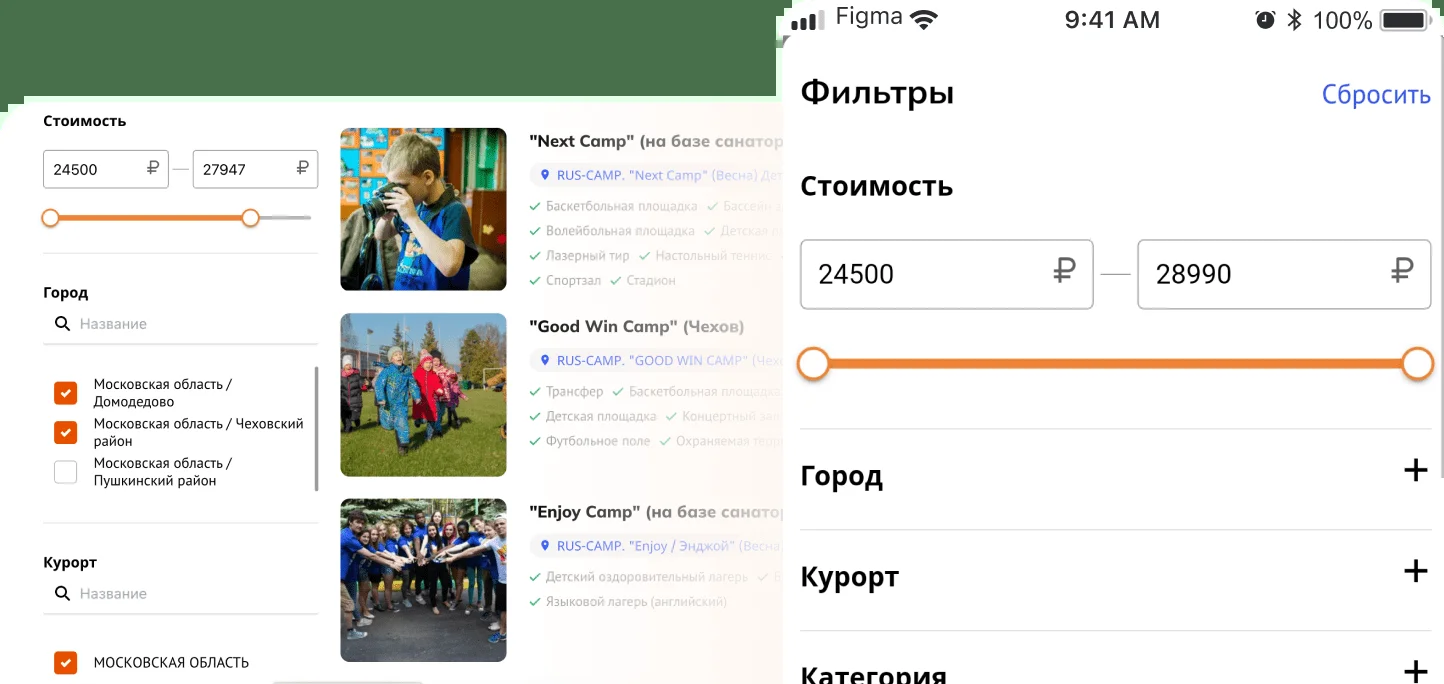 Стоимость
24500 ₽ — 27947 ₽
Город
Название
Московская область /
Домодедово
Московская область / Чеховский
район
Московская область /
Пушкинский район
Курорт
Название
МОСКОВСКАЯ ОБЛАСТЬ
"Next Camp" (на базе санатор
RUS-CAMP. "Next Camp" (Весна)
Баскетбольная площадка Бассейн
Волейбольная площадка Детская
Лазерный тир Настольный теннис
Спортзал Стадион
"Good Win Camp" (Чехов)
RUS-CAMP. "GOOD WIN CAMP" (Чехо
Трансфер Баскетбольная площадка
Детская площадка Концертный зал
Футбольное поле Охраняемая
"Enjoy Camp" (на базе санатор
RUS-CAMP. "Enjoy / Энджой" (Весна
Детский оздоровительный лагерь
Языковой лагерь (английский)
Figma 9:41 AM 100%
Фильтры Сбросить
Стоимость
24500 ₽ — 28990 ₽
Город +
Курорт +
Категория +